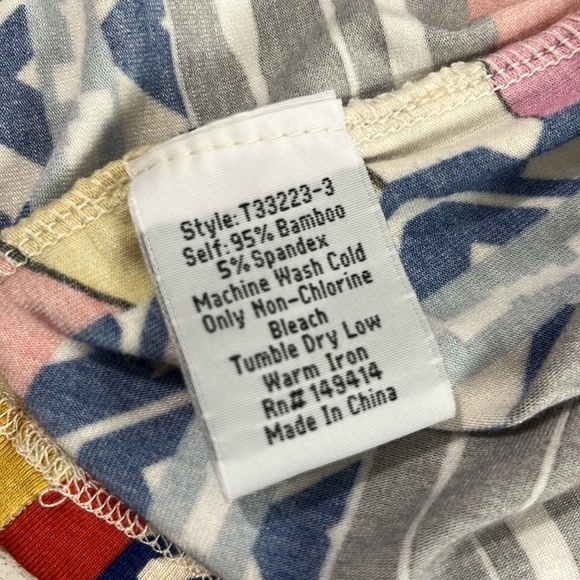 Style: T33223-3
Self: 95% Bamboo
5% Spandex
Machine Wash Cold
Only Non-Chlorine
Bleach
Tumble Dry Low
Warm Iron
Rn# 149414
Made In China